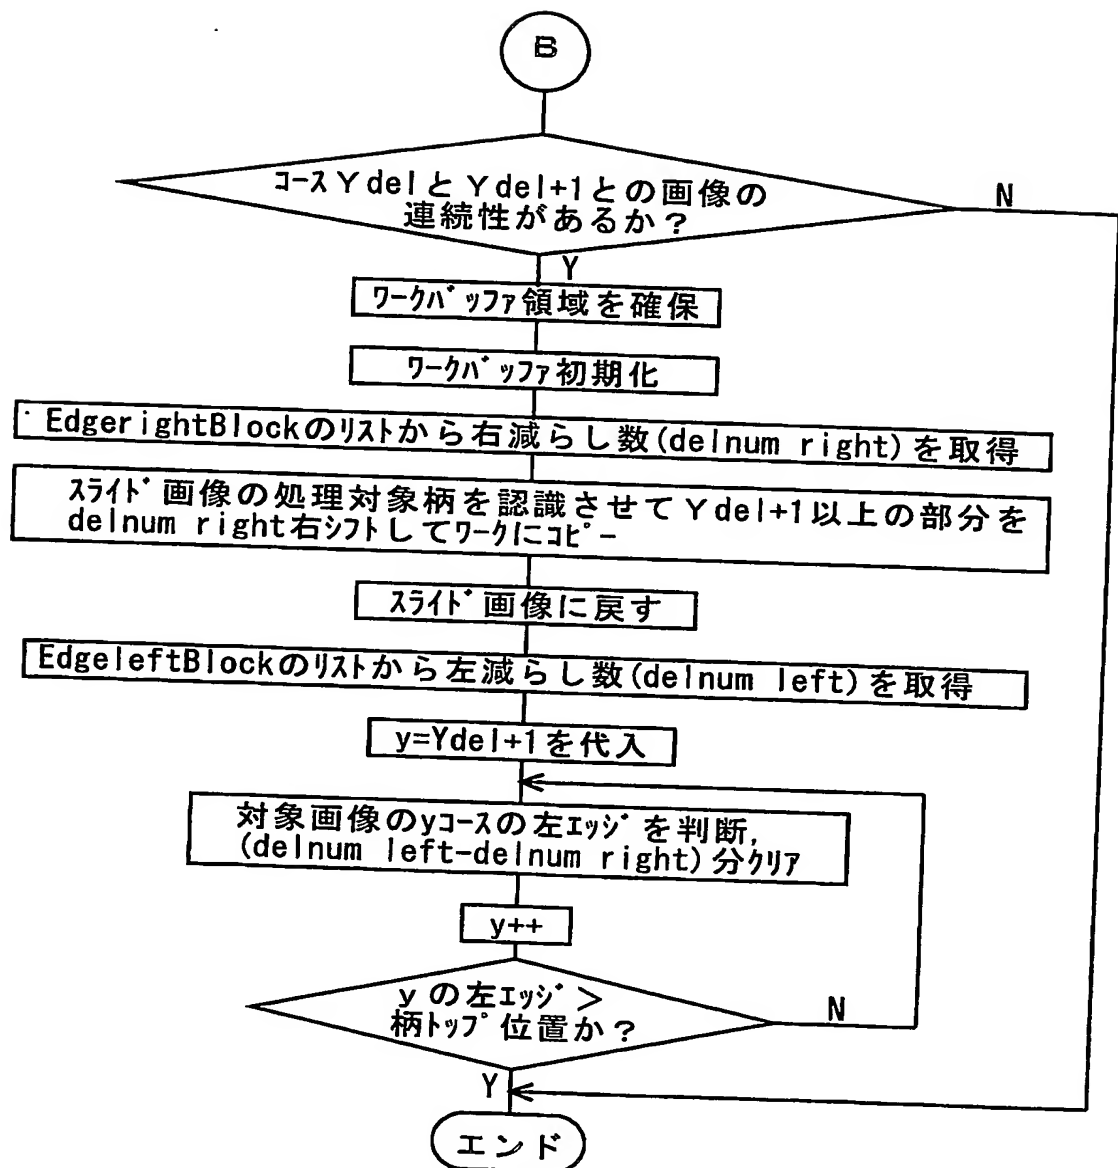 B
ｺｰｽYdelとYdel+1との画像の
連続性があるか？
N
Y
ﾜｰｸﾊﾞｯﾌｧ領域を確保
ﾜｰｸﾊﾞｯﾌｧ初期化
EdgerightBlockのﾘｽﾄから右減らし数(delnum right)を取得
ｽﾗｲﾄﾞ画像の処理対象柄を認識させてYdel+1以上の部分を
delnum right右ｼﾌﾄしてﾜｰｸにｺﾋﾟｰ
ｽﾗｲﾄﾞ画像に戻す
EdgeleftBlockのﾘｽﾄから左減らし数(delnum left)を取得
y=Ydel+1を代入
対象画像のyｺｰｽの左ｴｯｼﾞを判断,
(delnum left-delnum right)分ｸﾘｱ
y++
yの左ｴｯｼﾞ＞
柄ﾄｯﾌﾟ位置か？
N
Y
エンド